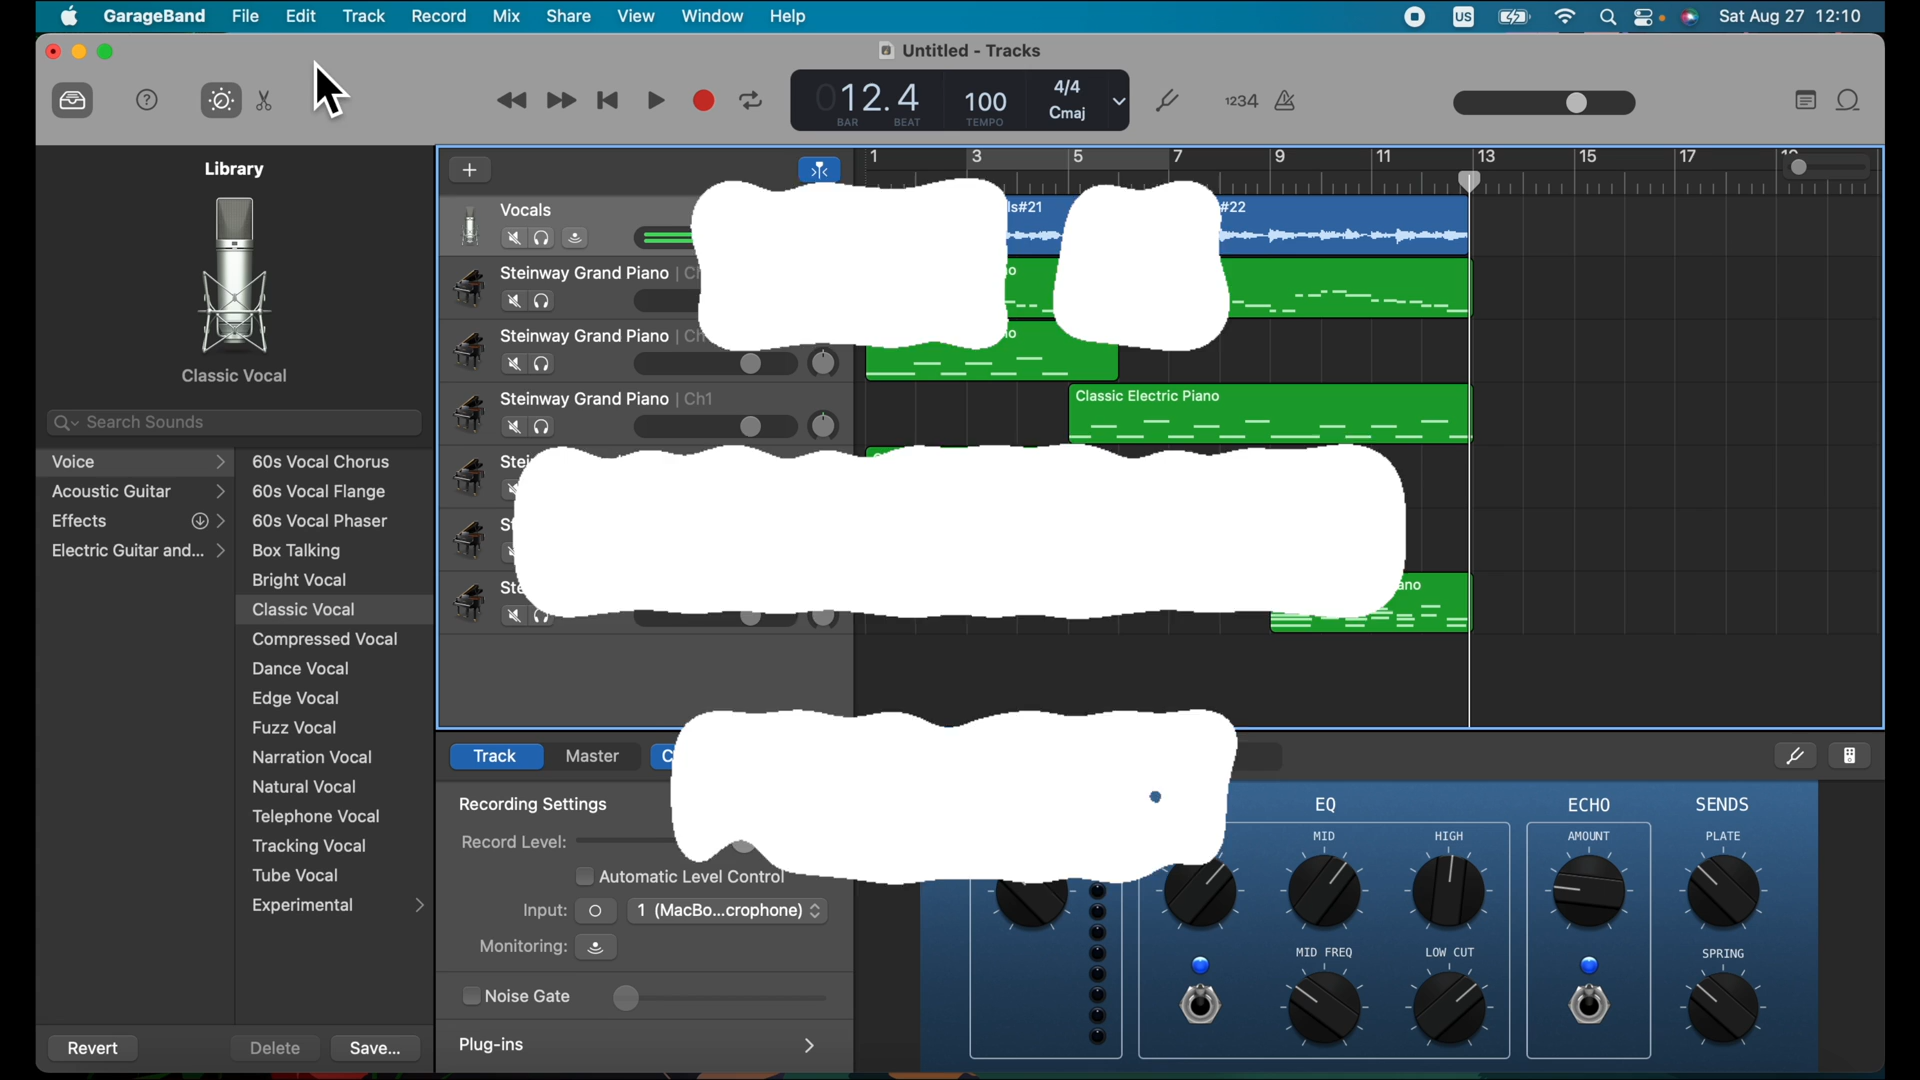 GarageBand File Edit Track Record Mix Share View Window Help US Sat Aug 27 12:10
Untitled - Tracks
12.4 100 4/4 Cmaj
BAR BEAT TEMPO
1234
Library
1 3 5 7 9 11 13 15 17
Vocals
ls#21
#22
Steinway Grand Piano
Classic Vocal
Steinway Grand Piano
Steinway Grand Piano | Ch1
Classic Electric Piano
Search Sounds
Voice
Acoustic Guitar
Effects
Electric Guitar and...
60s Vocal Chorus
60s Vocal Flange
60s Vocal Phaser
Box Talking
Bright Vocal
Classic Vocal
Compressed Vocal
Dance Vocal
Edge Vocal
Fuzz Vocal
Narration Vocal
Natural Vocal
Telephone Vocal
Tracking Vocal
Tube Vocal
Experimental
Revert Delete Save...
ano
Track Master
Recording Settings
Record Level:
Automatic Level Control
Input: 1 (MacBo...crophone)
Monitoring:
Noise Gate
Plug-ins
EQ ECHO SENDS
MID HIGH AMOUNT PLATE
MID FREQ LOW CUT SPRING